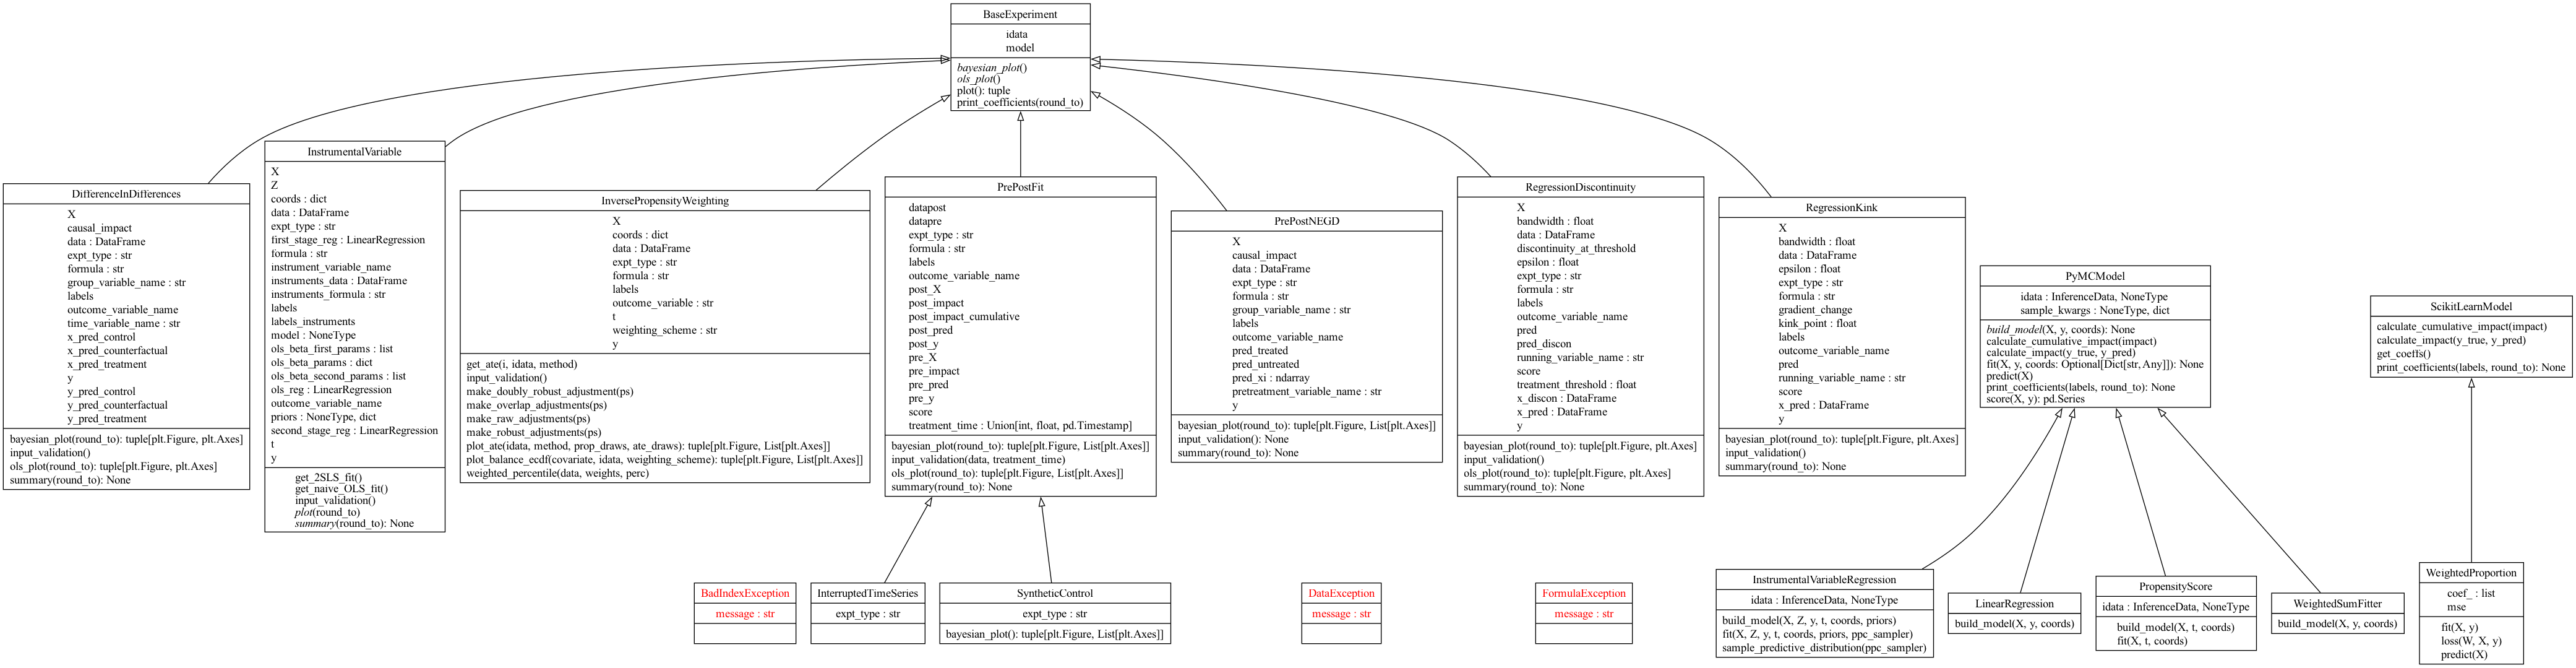 BaseExperiment
idata
model
bayesian_plot()
ols_plot()
plot(): tuple
print_coefficients(round_to)
DifferenceInDifferences
X
causal_impact
data : DataFrame
expt_type : str
formula : str
group_variable_name : str
labels
outcome_variable_name
time_variable_name : str
x_pred_control
x_pred_counterfactual
x_pred_treatment
y
y_pred_control
y_pred_counterfactual
y_pred_treatment
bayesian_plot(round_to): tuple[plt.Figure, plt.Axes]
input_validation()
ols_plot(round_to): tuple[plt.Figure, plt.Axes]
summary(round_to): None
InstrumentalVariable
X
Z
coords : dict
data : DataFrame
expt_type : str
first_stage_reg : LinearRegression
formula : str
instrument_variable_name
instruments_data : DataFrame
instruments_formula : str
labels
labels_instruments
model : NoneType
ols_beta_first_params : list
ols_beta_params : dict
ols_beta_second_params : list
ols_reg : LinearRegression
outcome_variable_name
priors : NoneType, dict
second_stage_reg : LinearRegression
t
y
get_2SLS_fit()
get_naive_OLS_fit()
input_validation()
plot(round_to)
summary(round_to): None
InversePropensityWeighting
X
coords : dict
data : DataFrame
expt_type : str
formula : str
labels
outcome_variable : str
t
weighting_scheme : str
y
get_ate(i, idata, method)
input_validation()
make_doubly_robust_adjustment(ps)
make_overlap_adjustments(ps)
make_raw_adjustments(ps)
make_robust_adjustments(ps)
plot_ate(idata, method, prop_draws, ate_draws): tuple[plt.Figure, List[plt.Axes]]
plot_balance_ecdf(covariate, idata, weighting_scheme): tuple[plt.Figure, List[plt.Axes]]
weighted_percentile(data, weights, perc)
PrePostFit
datapost
datapre
expt_type : str
formula : str
labels
outcome_variable_name
post_X
post_impact
post_impact_cumulative
post_pred
post_y
pre_X
pre_impact
pre_pred
pre_y
score
treatment_time : Union[int, float, pd.Timestamp]
bayesian_plot(round_to): tuple[plt.Figure, List[plt.Axes]]
input_validation(data, treatment_time)
ols_plot(round_to): tuple[plt.Figure, List[plt.Axes]]
summary(round_to): None
PrePostNEGD
X
causal_impact
data : DataFrame
expt_type : str
formula : str
group_variable_name : str
labels
outcome_variable_name
pred_treated
pred_untreated
pred_xi : ndarray
pretreatment_variable_name : str
y
bayesian_plot(round_to): tuple[plt.Figure, List[plt.Axes]]
input_validation(): None
summary(round_to): None
RegressionDiscontinuity
X
bandwidth : float
data : DataFrame
discontinuity_at_threshold
epsilon : float
expt_type : str
formula : str
labels
outcome_variable_name
pred
pred_discon
running_variable_name : str
score
treatment_threshold : float
x_discon : DataFrame
x_pred : DataFrame
y
bayesian_plot(round_to): tuple[plt.Figure, plt.Axes]
input_validation()
ols_plot(round_to): tuple[plt.Figure, plt.Axes]
summary(round_to): None
RegressionKink
X
bandwidth : float
data : DataFrame
epsilon : float
expt_type : str
formula : str
gradient_change
kink_point : float
labels
outcome_variable_name
pred
running_variable_name : str
score
x_pred : DataFrame
y
bayesian_plot(round_to): tuple[plt.Figure, plt.Axes]
input_validation()
summary(round_to): None
PyMCModel
idata : InferenceData, NoneType
sample_kwargs : NoneType, dict
build_model(X, y, coords): None
calculate_cumulative_impact(impact)
calculate_impact(y_true, y_pred)
fit(X, y, coords: Optional[Dict[str, Any]]): None
predict(X)
print_coefficients(labels, round_to): None
score(X, y): pd.Series
ScikitLearnModel
calculate_cumulative_impact(impact)
calculate_impact(y_true, y_pred)
get_coeffs()
print_coefficients(labels, round_to): None
BadIndexException
message : str
InterruptedTimeSeries
expt_type : str
SyntheticControl
expt_type : str
bayesian_plot(): tuple[plt.Figure, List[plt.Axes]]
DataException
message : str
FormulaException
message : str
InstrumentalVariableRegression
idata : InferenceData, NoneType
build_model(X, Z, y, t, coords, priors)
fit(X, Z, y, t, coords, priors, ppc_sampler)
sample_predictive_distribution(ppc_sampler)
LinearRegression
build_model(X, y, coords)
PropensityScore
idata : InferenceData, NoneType
build_model(X, t, coords)
fit(X, t, coords)
WeightedSumFitter
build_model(X, y, coords)
WeightedProportion
coef_ : list
mse
fit(X, y)
loss(W, X, y)
predict(X)